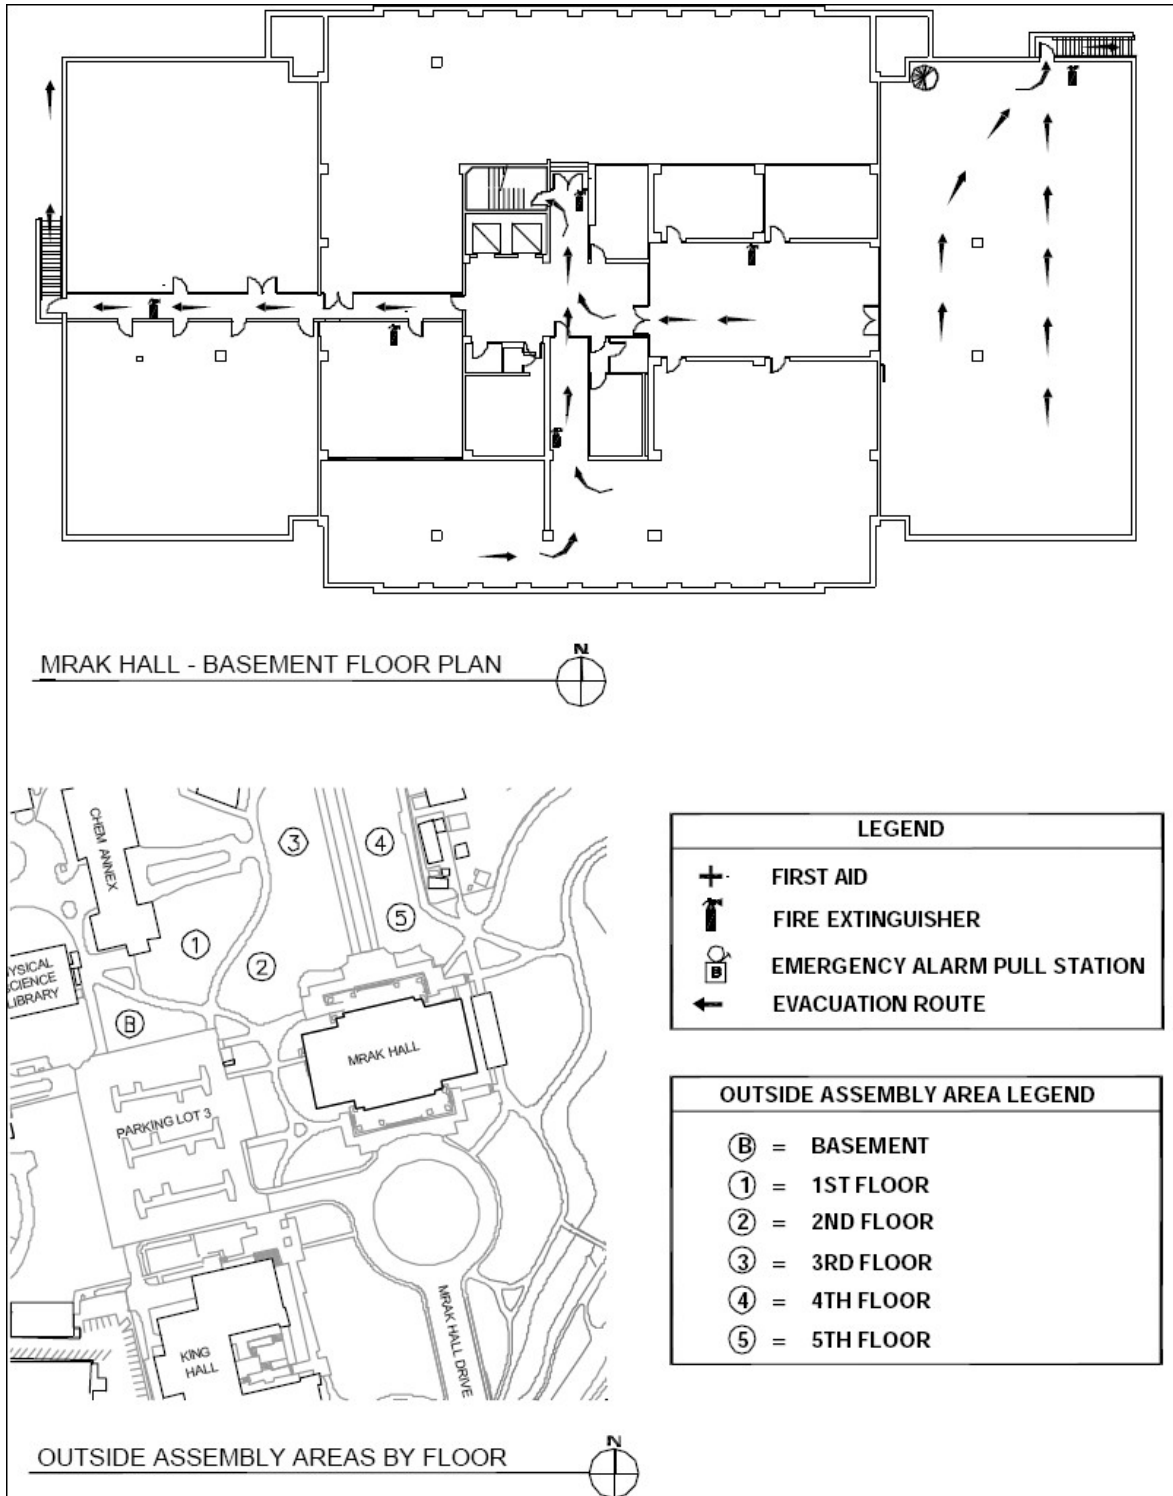 MRAK HALL - BASEMENT FLOOR PLAN
N
CHEM ANNEX
3
4
5
1
2
YSICAL
SCIENCE
LIBRARY
B
MRAK HALL
PARKING LOT 3
MRAK HALL DRIVE
KING
HALL
LEGEND
FIRST AID
FIRE EXTINGUISHER
B EMERGENCY ALARM PULL STATION
EVACUATION ROUTE
OUTSIDE ASSEMBLY AREA LEGEND
B = BASEMENT
1 = 1ST FLOOR
2 = 2ND FLOOR
3 = 3RD FLOOR
4 = 4TH FLOOR
5 = 5TH FLOOR
OUTSIDE ASSEMBLY AREAS BY FLOOR
N